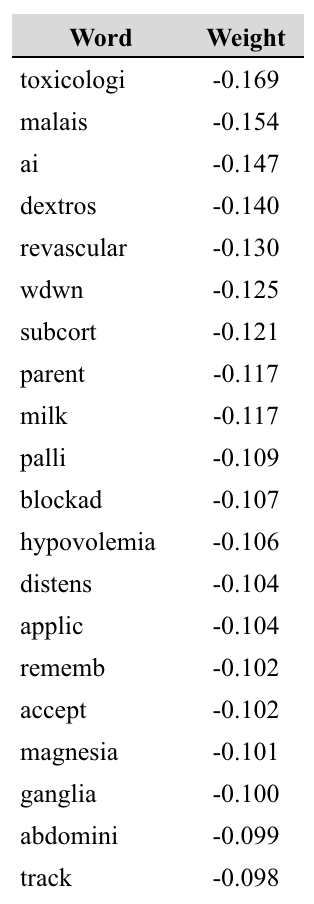 Word Weight
toxicologi -0.169
malais -0.154
ai -0.147
dextros -0.140
revascular -0.130
wdwn -0.125
subcort -0.121
parent -0.117
milk -0.117
palli -0.109
blockad -0.107
hypovolemia -0.106
distens -0.104
applic -0.104
rememb -0.102
accept -0.102
magnesia -0.101
ganglia -0.100
abdomini -0.099
track -0.098